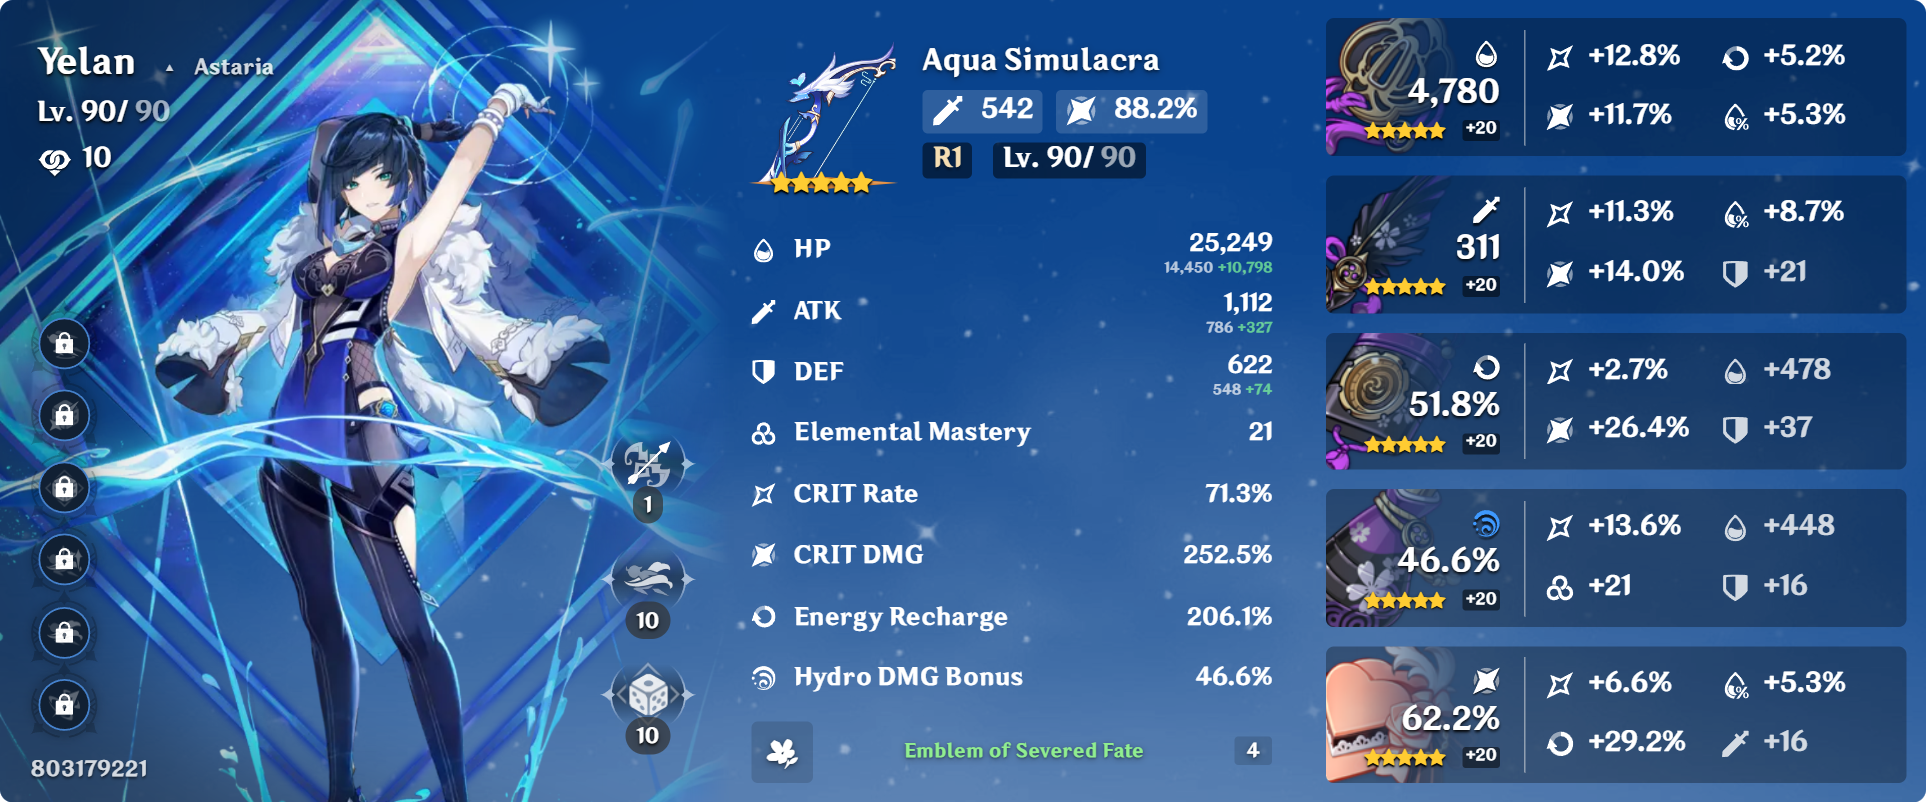 Yelan ▲ Astaria
Lv. 90/ 90
10
1
10
10
803179221
Aqua Simulacra
542 88.2%
R1 Lv. 90/ 90
HP 25,249
14,450 +10,798
ATK 1,112
786 +327
DEF 622
548 +74
Elemental Mastery 21
CRIT Rate 71.3%
CRIT DMG 252.5%
Energy Recharge 206.1%
Hydro DMG Bonus 46.6%
Emblem of Severed Fate 4
4,780
+20
+12.8% +5.2%
+11.7% +5.3%
311
+20
+11.3% +8.7%
+14.0% +21
51.8%
+20
+2.7% +478
+26.4% +37
46.6%
+20
+13.6% +448
+21 +16
62.2%
+20
+6.6% +5.3%
+29.2% +16